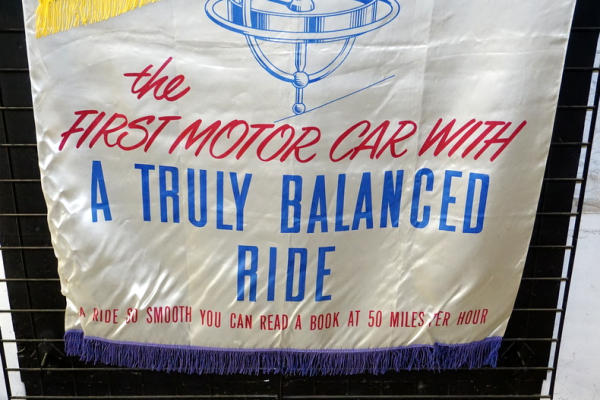 the
FIRST MOTOR CAR WITH
A TRULY BALANCED
RIDE
A RIDE SO SMOOTH YOU CAN READ A BOOK AT 50 MILES PER HOUR